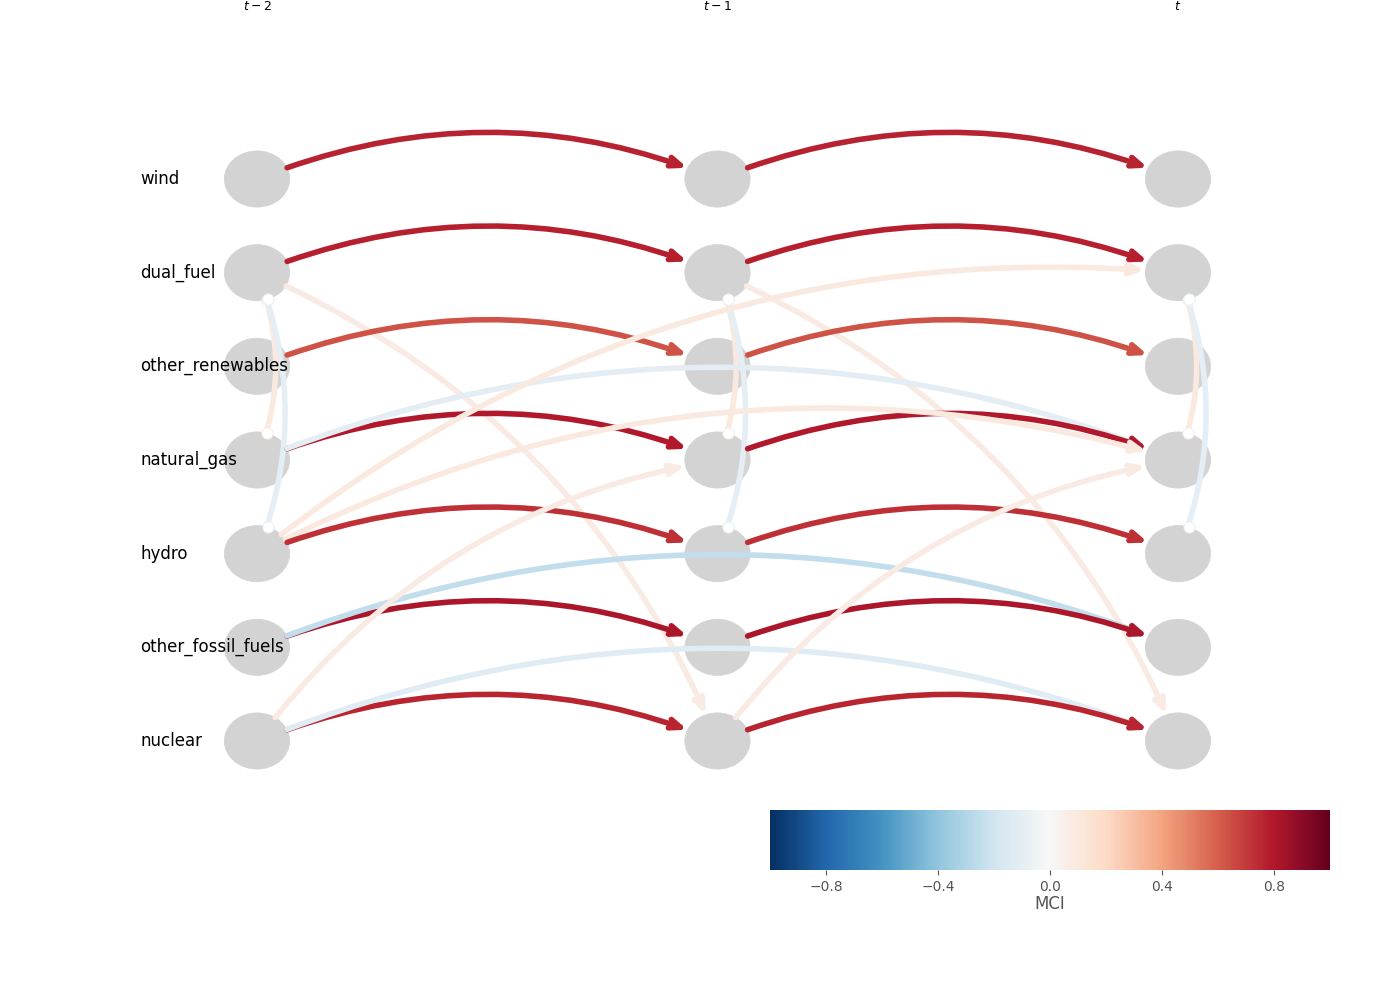 t − 2 t − 1 t
wind
dual_fuel
other_renewables
natural_gas
hydro
other_fossil_fuels
nuclear
−0.8 −0.4 0.0 0.4 0.8
MCI